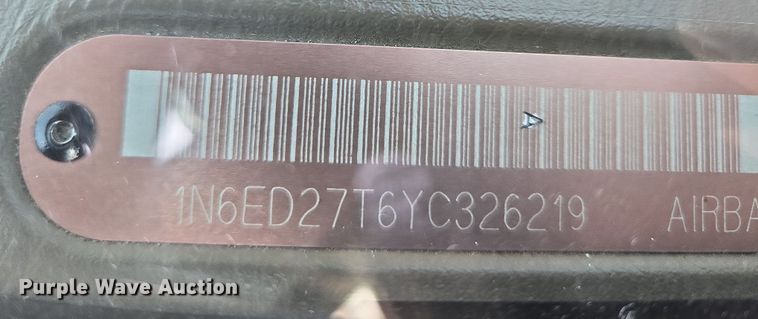 1N6ED27T6YC326219 AIRBA
Purple Wave Auction